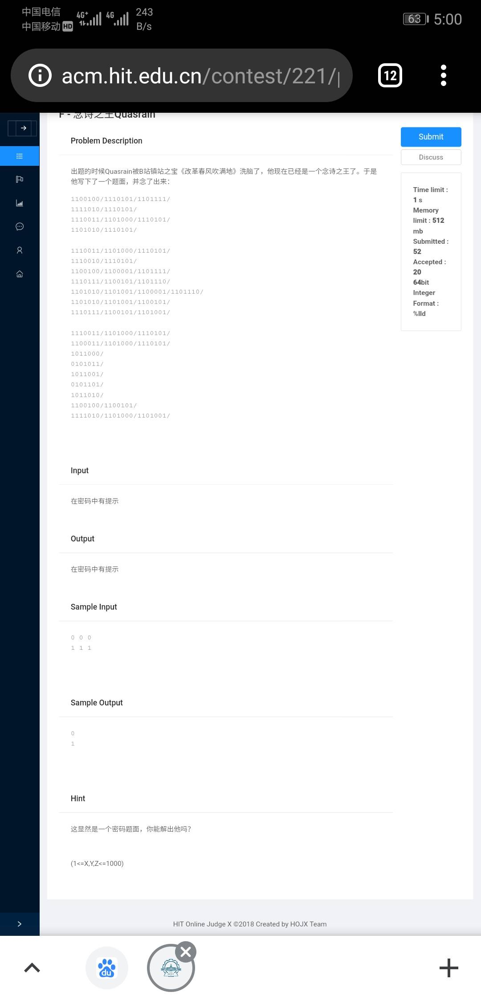 中国电信
中国移动 HD
4G+
4G
243
B/s
63
5:00
acm.hit.edu.cn/contest/221/
12
F - 念诗之王Quasrain
Problem Description
Submit
Discuss
出题的时候Quasrain被B站镇站之宝《改革春风吹满地》洗脑了，他现在已经是一个念诗之王了。于是
他写下了一个题面，并念了出来：
1100100/1110101/1101111/
1111010/1110101/
1110011/1101000/1110101/
1101010/1110101/
1110011/1101000/1110101/
1110010/1110101/
1100100/1100001/1101111/
1110111/1100101/1101110/
1101010/1101001/1100001/1101110/
1101010/1101001/1100101/
1110111/1100101/1101001/
1110011/1101000/1110101/
1100011/1101000/1110101/
1011000/
0101011/
1011001/
0101101/
1011010/
1100100/1100101/
1111010/1101000/1101001/
Time limit :
1 s
Memory
limit : 512
mb
Submitted :
52
Accepted :
20
64bit
Integer
Format :
%lld
Input
在密码中有提示
Output
在密码中有提示
Sample Input
0 0 0
1 1 1
Sample Output
0
1
Hint
这显然是一个密码题面，你能解出他吗？
(1<=X,Y,Z<=1000)
HIT Online Judge X ©2018 Created by HOJX Team
du